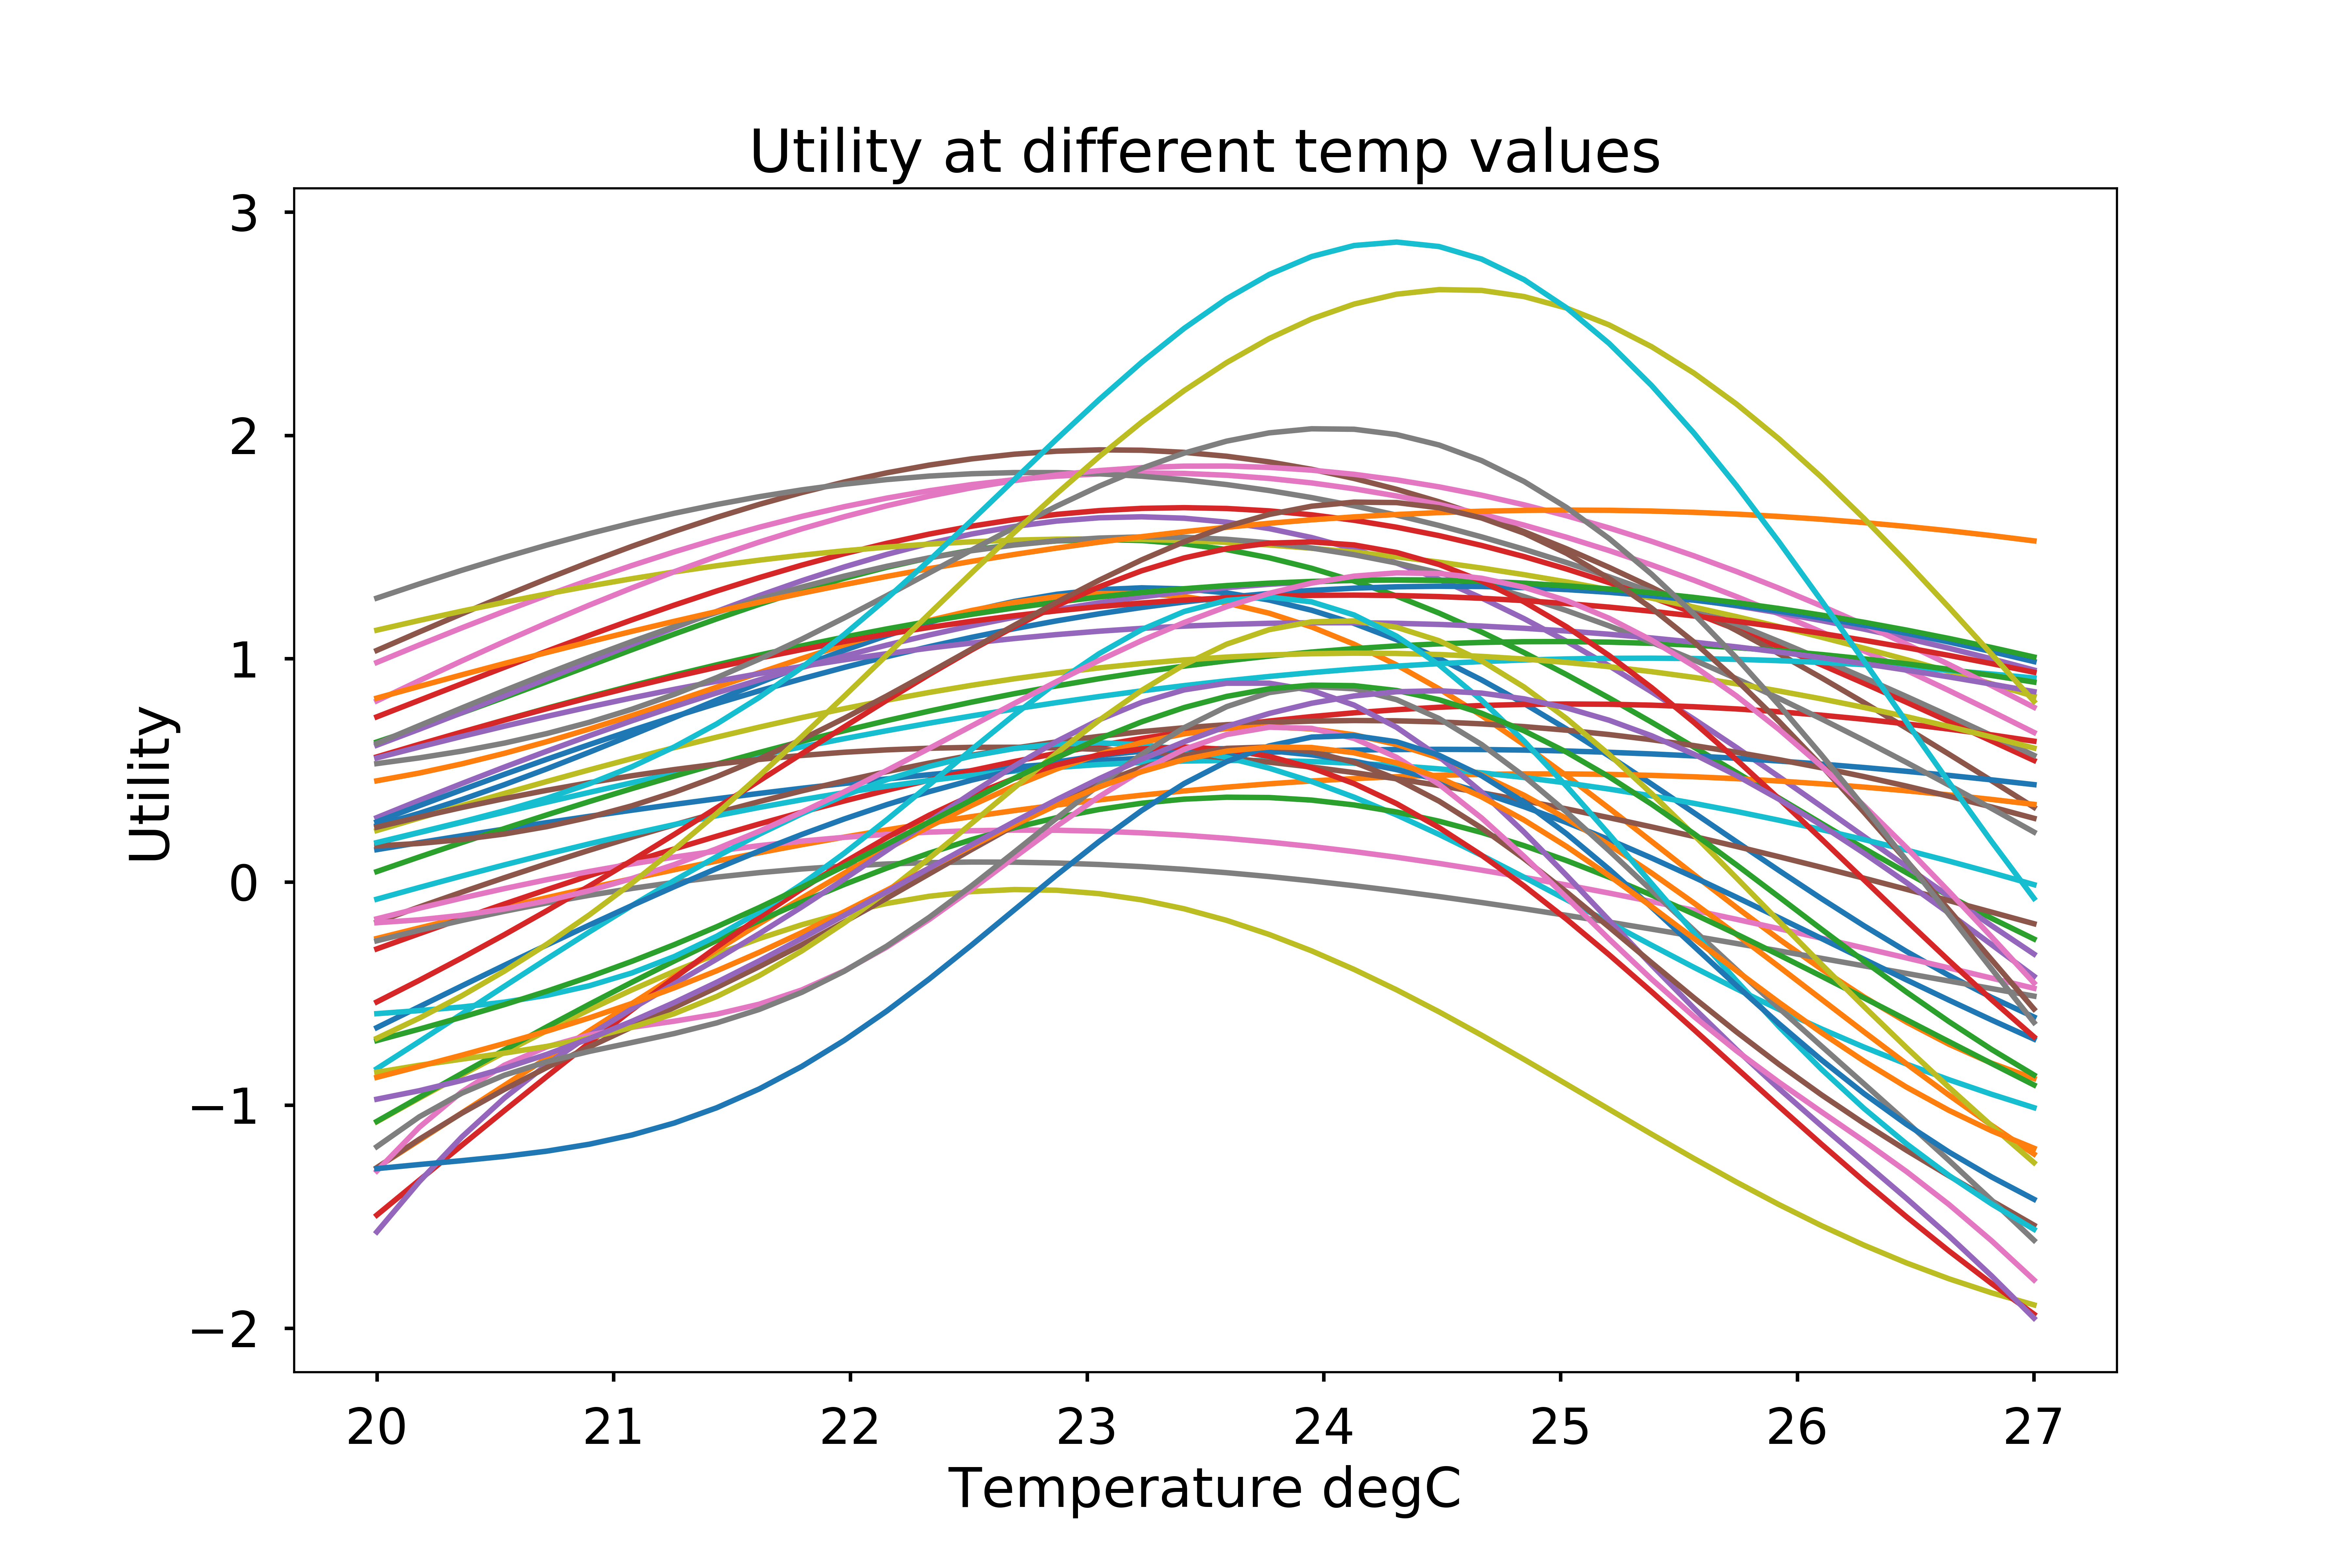 Utility at different temp values
3
2
1
0
−1
−2
Utility
20 21 22 23 24 25 26 27
Temperature degC